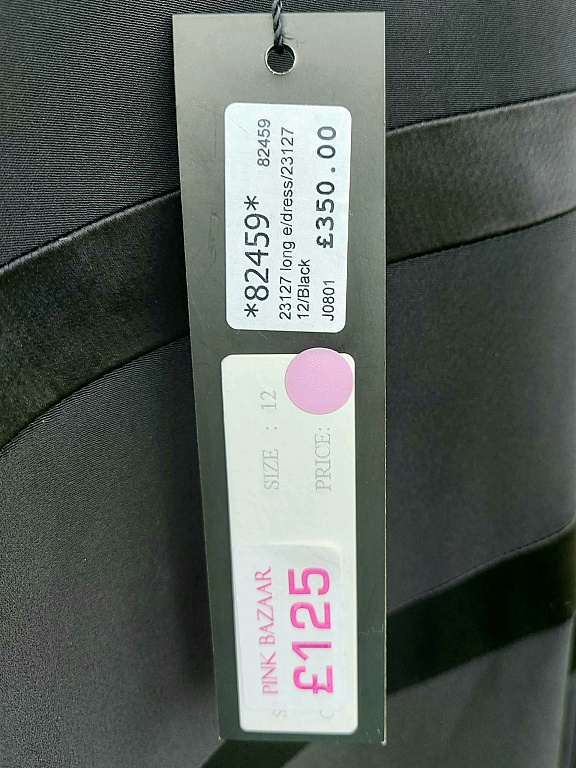 *82459*
82459
23127 long e/dress/23127
12/Black
J0801 £350.00
SIZE : 12
PRICE:
PINK BAZAAR
£125